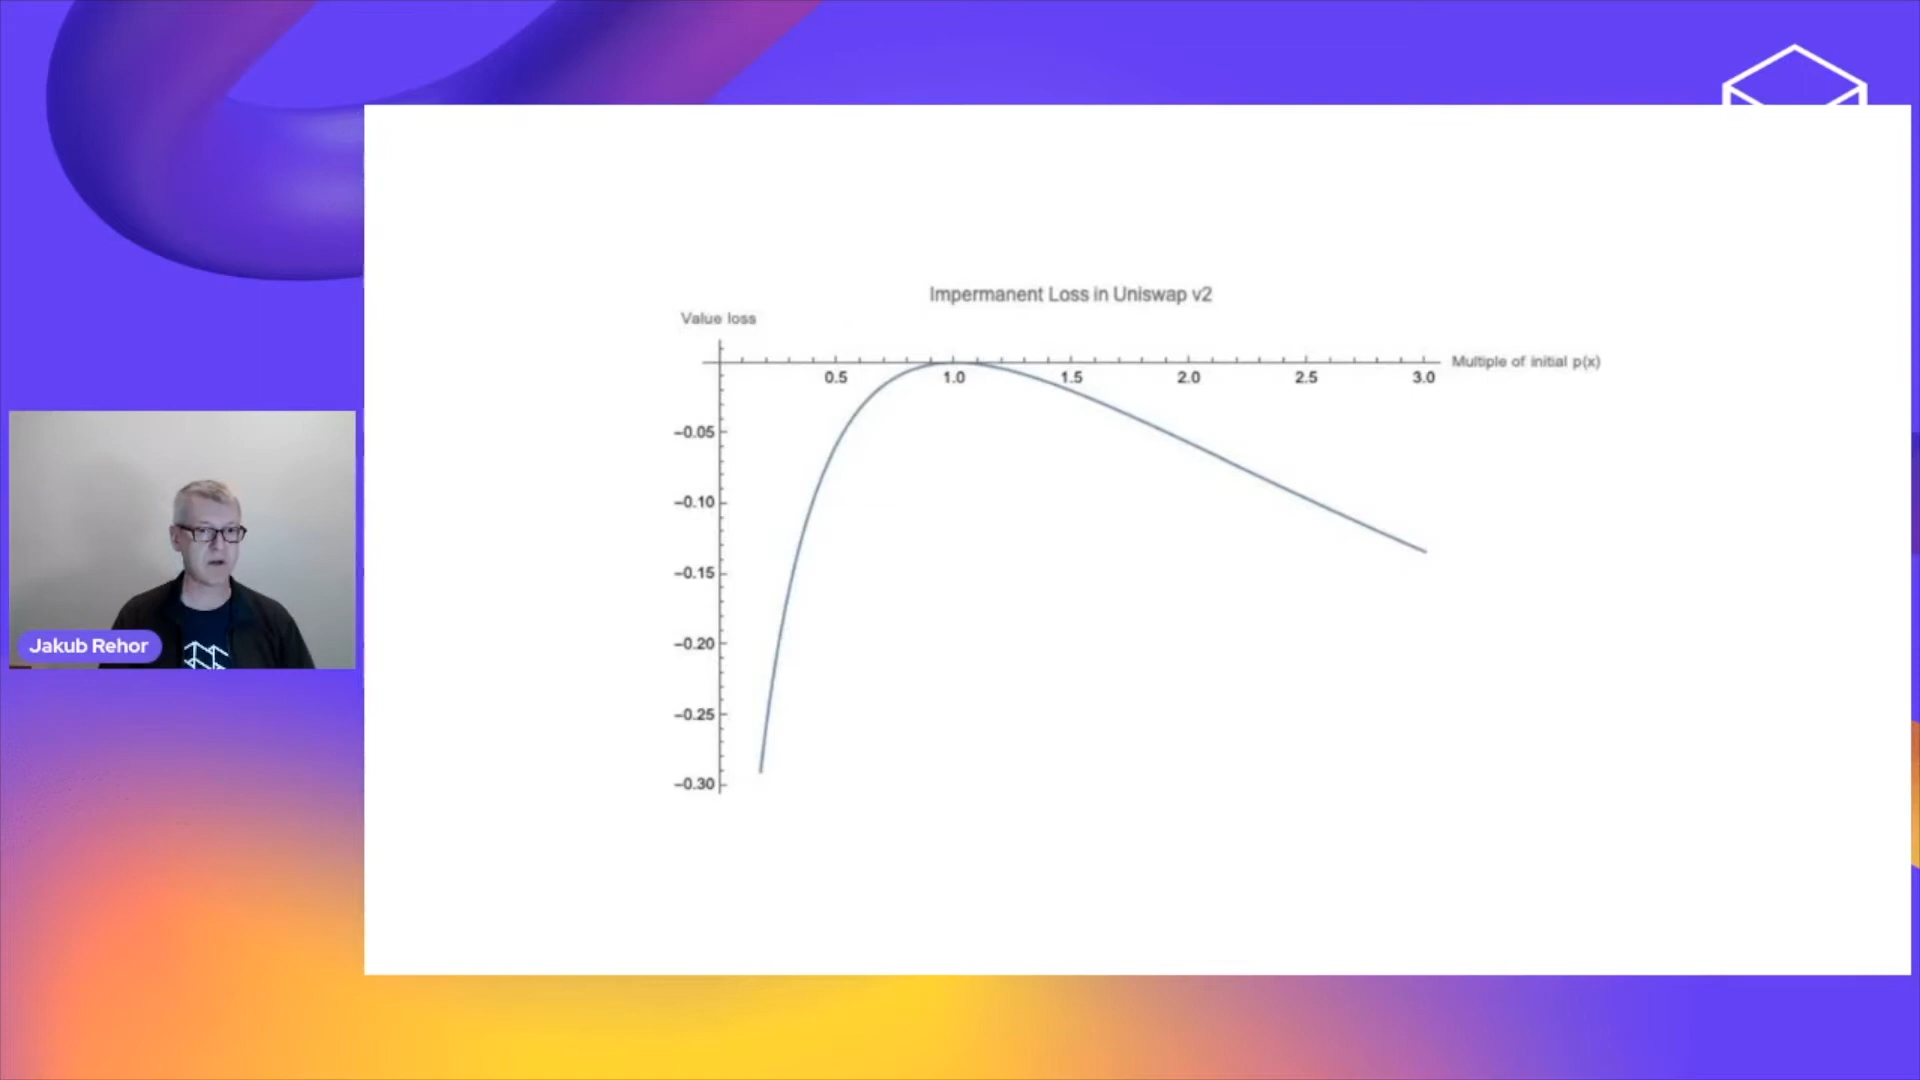 Impermanent Loss in Uniswap v2
Value loss
Multiple of initial p(x)
0.5 1.0 1.5 2.0 2.5 3.0
−0.05
−0.10
−0.15
−0.20
−0.25
−0.30
Jakub Rehor